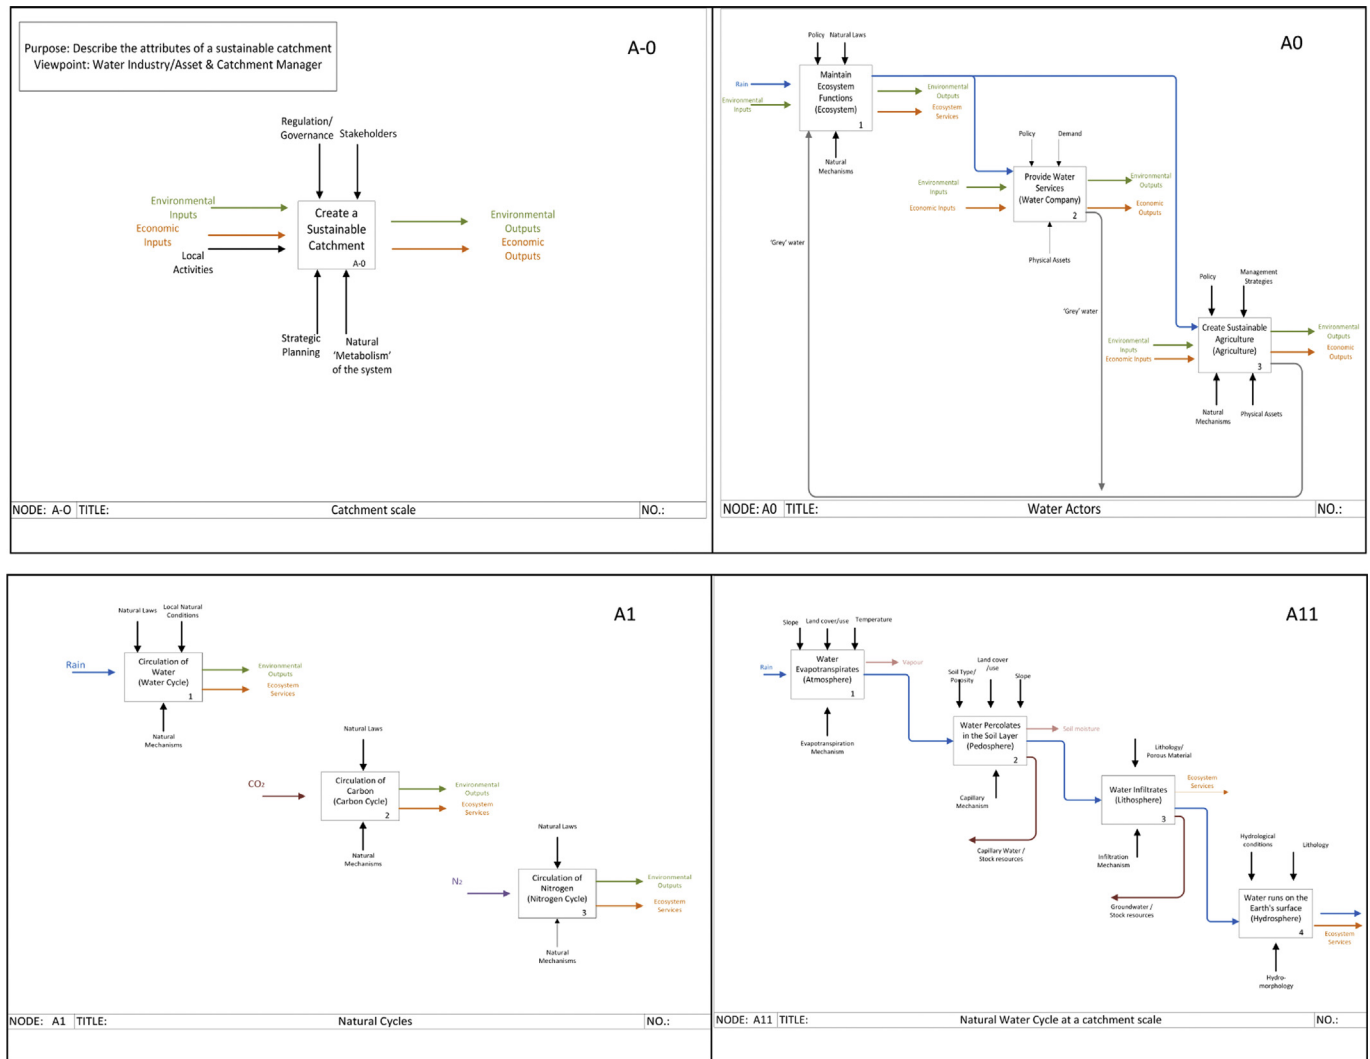 Purpose: Describe the attributes of a sustainable catchment
Viewpoint: Water Industry/Asset & Catchment Manager
A-0
Regulation/
Governance
Stakeholders
Environmental
Inputs
Economic
Inputs
Local
Activities
Create a
Sustainable
Catchment
A-0
Environmental
Outputs
Economic
Outputs
Strategic
Planning
Natural
'Metabolism'
of the system
NODE: A-O
TITLE:
Catchment scale
NO.:
A0
Policy
Natural Laws
Rain
Environmental
Inputs
Maintain
Ecosystem
Functions
(Ecosystem)
1
Environmental
Outputs
Ecosystem
Services
Natural
Mechanisms
Policy
Demand
Environmental
Inputs
Economic Inputs
Provide Water
Services
(Water Company)
2
Environmental
Outputs
Economic
Outputs
Physical Assets
'Grey' water
'Grey' water
Policy
Management
Strategies
Environmental
Inputs
Economic Inputs
Create Sustainable
Agriculture
(Agriculture)
3
Environmental
Outputs
Economic
Outputs
Natural
Mechanisms
Physical Assets
NODE: A0
TITLE:
Water Actors
NO.:
A1
Natural Laws
Local Natural
Conditions
Rain
Circulation of
Water
(Water Cycle)
1
Environmental
Outputs
Ecosystem
Services
Natural
Mechanisms
Natural Laws
CO₂
Circulation of
Carbon
(Carbon Cycle)
2
Environmental
Outputs
Ecosystem
Services
Natural
Mechanisms
Natural Laws
N₂
Circulation of
Nitrogen
(Nitrogen Cycle)
3
Environmental
Outputs
Ecosystem
Services
Natural
Mechanisms
NODE: A1
TITLE:
Natural Cycles
NO.:
A11
Slope
Land cover/use
Temperature
Rain
Water
Evapotranspirates
(Atmosphere)
1
Vapour
Evapotranspiration
Mechanism
Soil Type/
Porosity
Land cover
/use
Slope
Water Percolates
in the Soil Layer
(Pedosphere)
2
Soil moisture
Capillary
Mechanism
Capillary Water /
Stock resources
Lithology/
Porous Material
Water Infiltrates
(Lithosphere)
3
Ecosystem
Services
Infiltration
Mechanism
Groundwater /
Stock resources
Hydrological
conditions
Lithology
Water runs on the
Earth's surface
(Hydrosphere)
4
Ecosystem
Services
Hydro-
morphology
NODE: A11
TITLE:
Natural Water Cycle at a catchment scale
NO.: